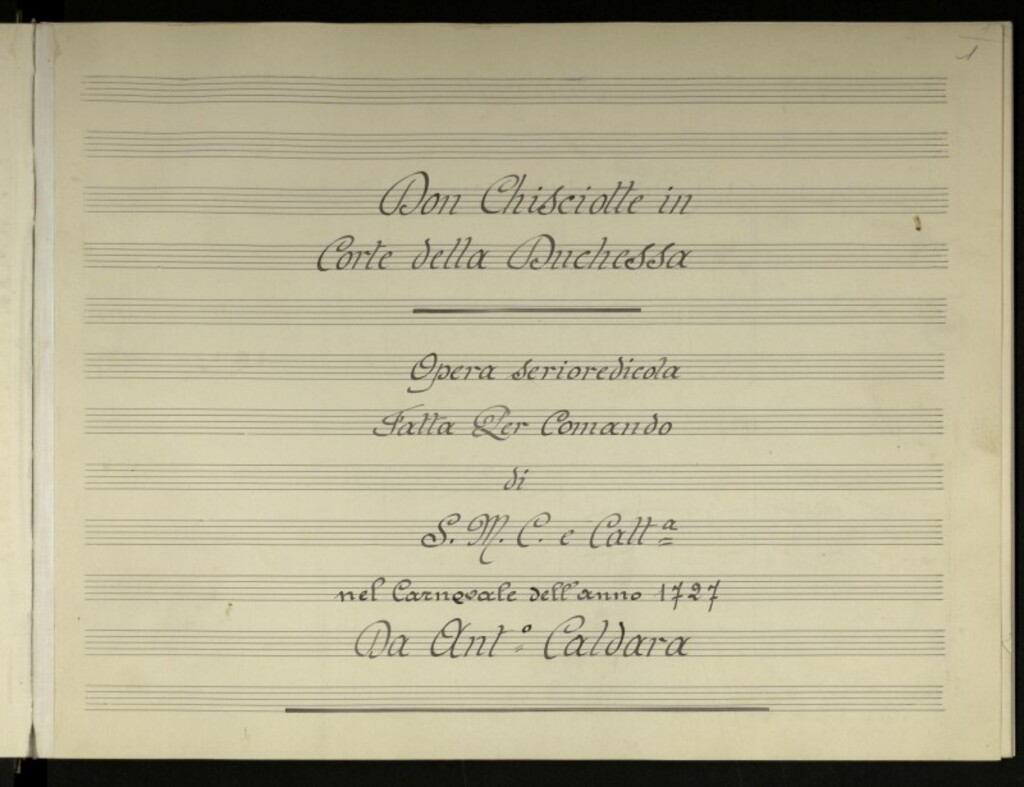 1
Don Chisciotte in
Corte della Duchessa
Opera serioredicola
Fatta Per Comando
di
S. M. C. e Cattª
nel Carnevale dell'anno 1727
Da Ant.º Caldara